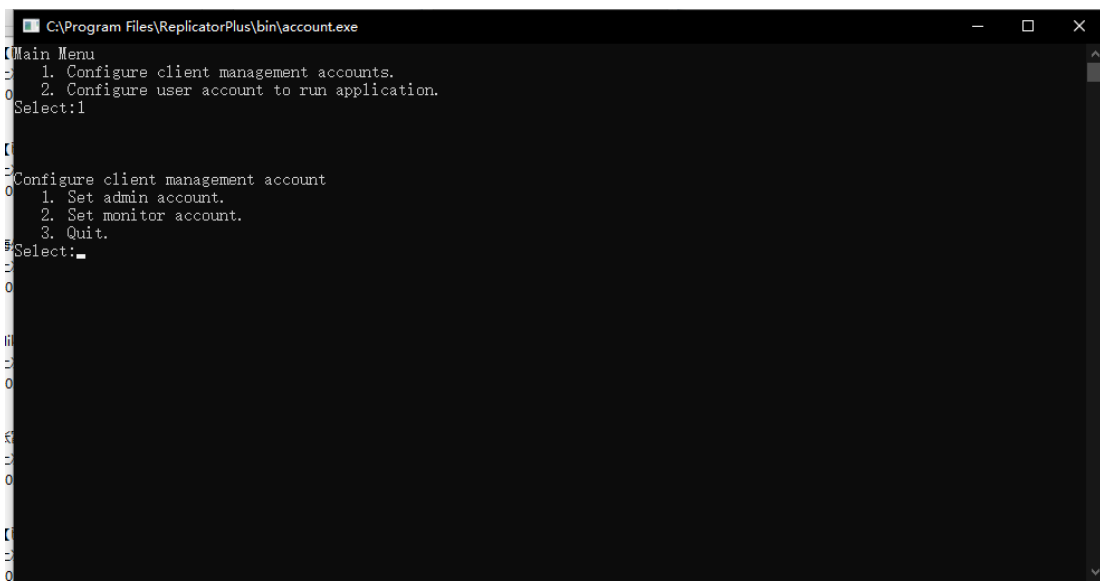 C:\Program Files\ReplicatorPlus\bin\account.exe
Main Menu
1. Configure client management accounts.
2. Configure user account to run application.
Select:1
Configure client management account
1. Set admin account.
2. Set monitor account.
3. Quit.
Select: